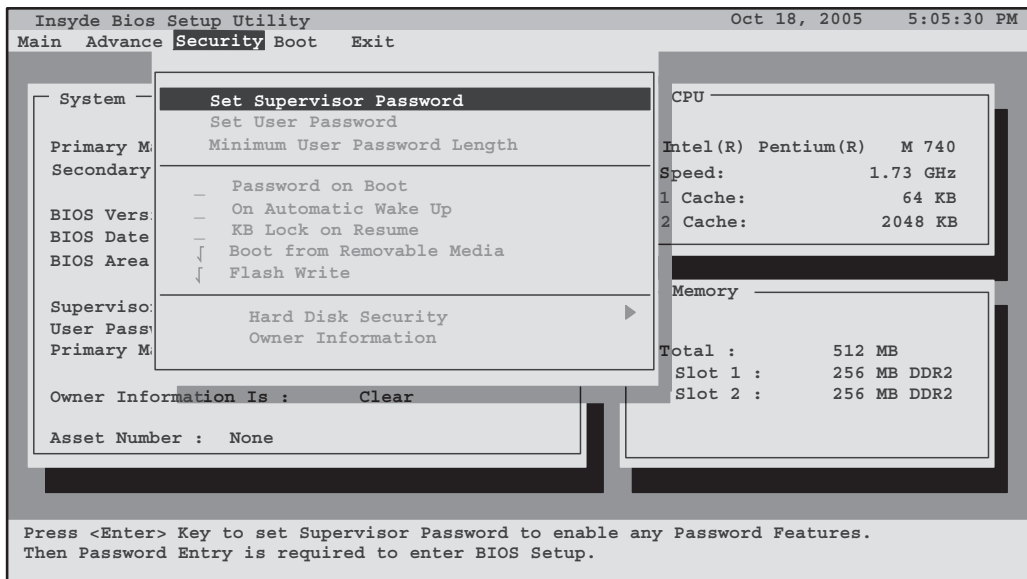 Insyde Bios Setup Utility Oct 18, 2005 5:05:30 PM
Main Advance Security Boot Exit
System
Set Supervisor Password
Set User Password
Minimum User Password Length
_ Password on Boot
_ On Automatic Wake Up
_ KB Lock on Resume
√ Boot from Removable Media
√ Flash Write
Hard Disk Security
Owner Information
Primary M
Secondary
BIOS Vers
BIOS Date
BIOS Area
Superviso
User Pass
Primary M
Owner Information Is : Clear
Asset Number : None
CPU
Intel(R) Pentium(R) M 740
Speed: 1.73 GHz
1 Cache: 64 KB
2 Cache: 2048 KB
Memory
Total : 512 MB
Slot 1 : 256 MB DDR2
Slot 2 : 256 MB DDR2
Press <Enter> Key to set Supervisor Password to enable any Password Features.
Then Password Entry is required to enter BIOS Setup.